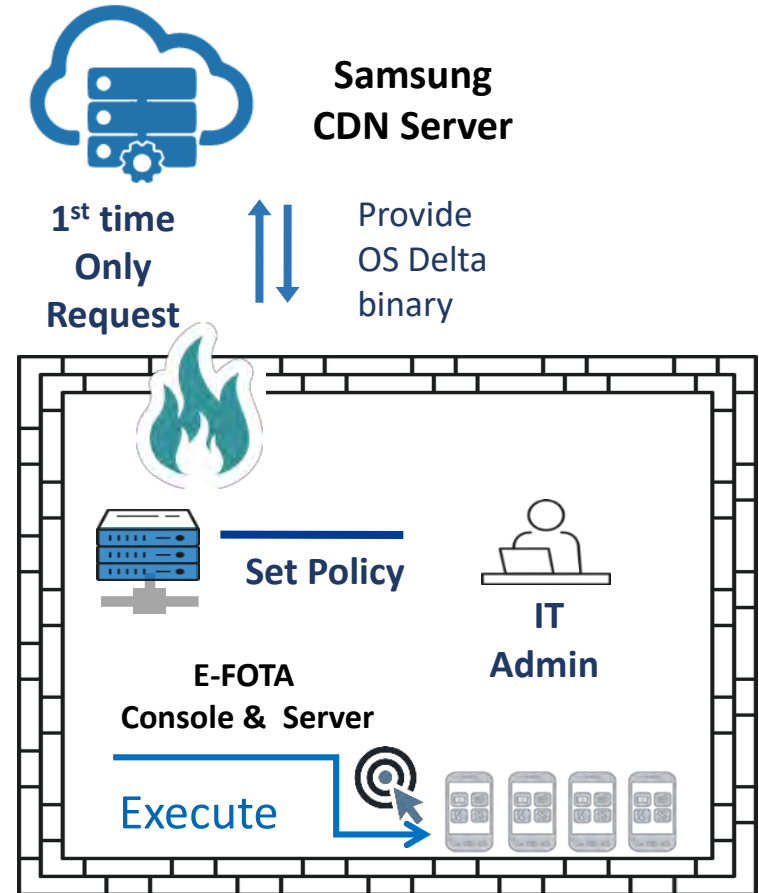 Samsung
CDN Server
1st time
Only
Request
Provide
OS Delta
binary
Set Policy
IT
Admin
E-FOTA
Console & Server
Execute